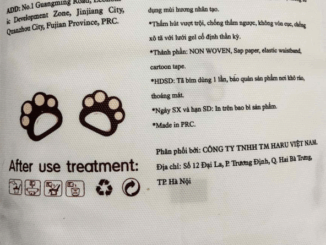 ADD: No.1 Guangming Road, Economic
ic Development Zone, Jinjiang City,
Quanzhou City, Fujian Province, PRC.
After use treatment:
dụng mùi hương nhân tạo.
*Thấm hút vượt trội, chống thấm ngược, không vón cục, chống
xô tã với lưới gel cố định thần kỳ.
*Thành phần: NON WOVEN, Sap paper, elastic waistband,
cartoon tape.
*HDSD: Tã bỉm dùng 1 lần, bảo quản sản phẩm nơi khô ráo,
thoáng mát.
*Ngày SX và hạn SD: In trên bao bì sản phẩm.
*Made in PRC.
Phân phối bởi: CÔNG TY TNHH TM HARU VIỆT NAM.
Địa chỉ: Số 12 Đại La, P. Trương Định, Q. Hai Bà Trưng,
TP. Hà Nội